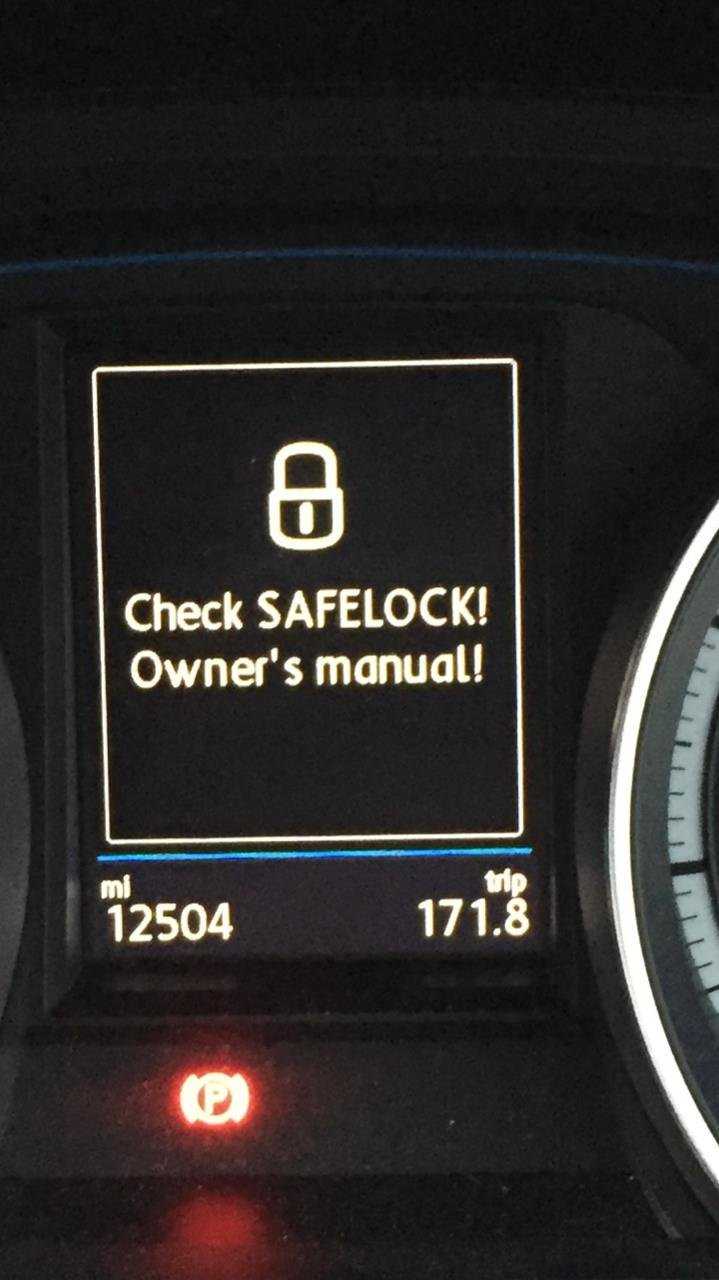 Check SAFELOCK!
Owner's manual!
mi trip
12504 171.8
P